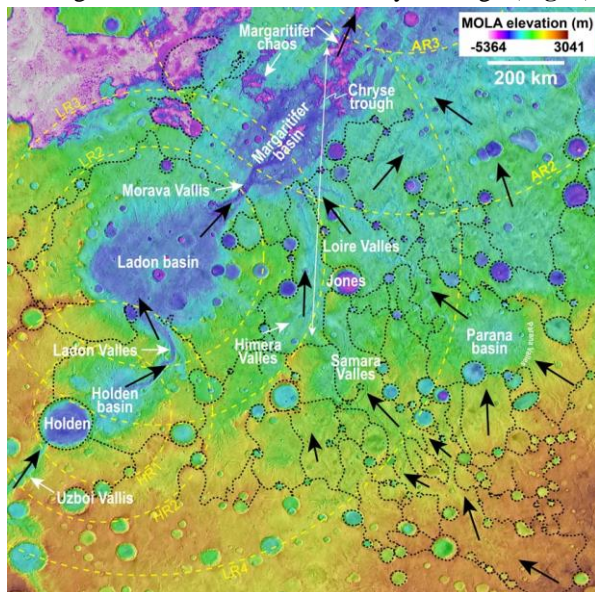 MOLA elevation (m)
-5364 3041
200 km
Margaritifer
chaos
AR3
Chryse
trough
LR3
Margaritifer
basin
LR2
Morava Vallis
AR2
Loire Valles
Ladon basin
Jones
Ladon Valles
Himera
Valles
Samara
Valles
Parana
basin
Holden
basin
Holden
HR1
Uzboi Vallis
HR2
LR4